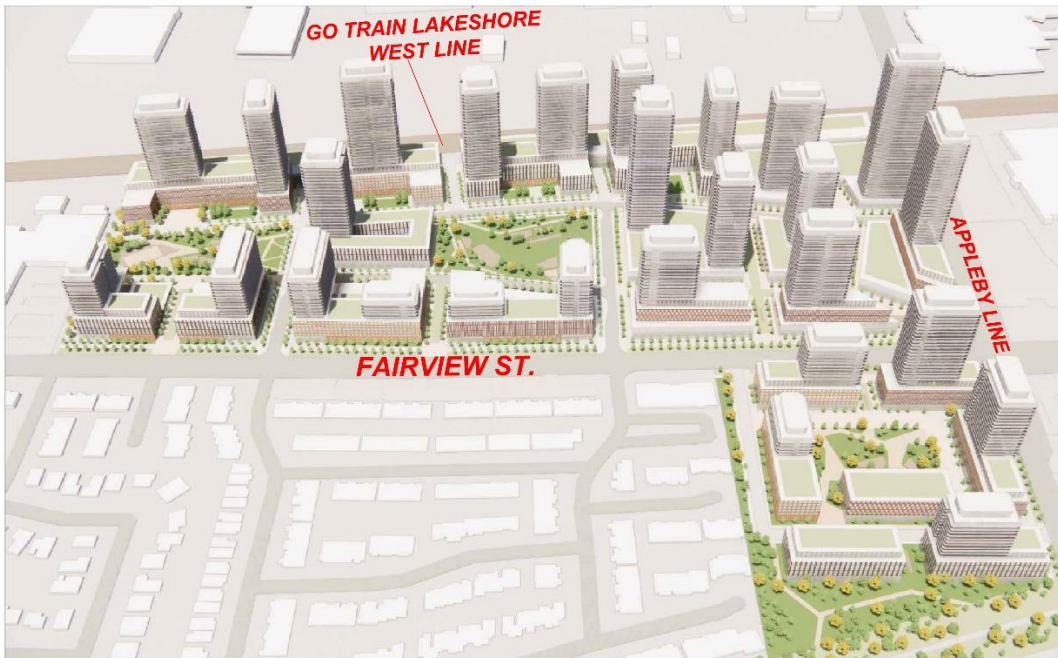 GO TRAIN LAKESHORE
WEST LINE
APPLEBY LINE
FAIRVIEW ST.